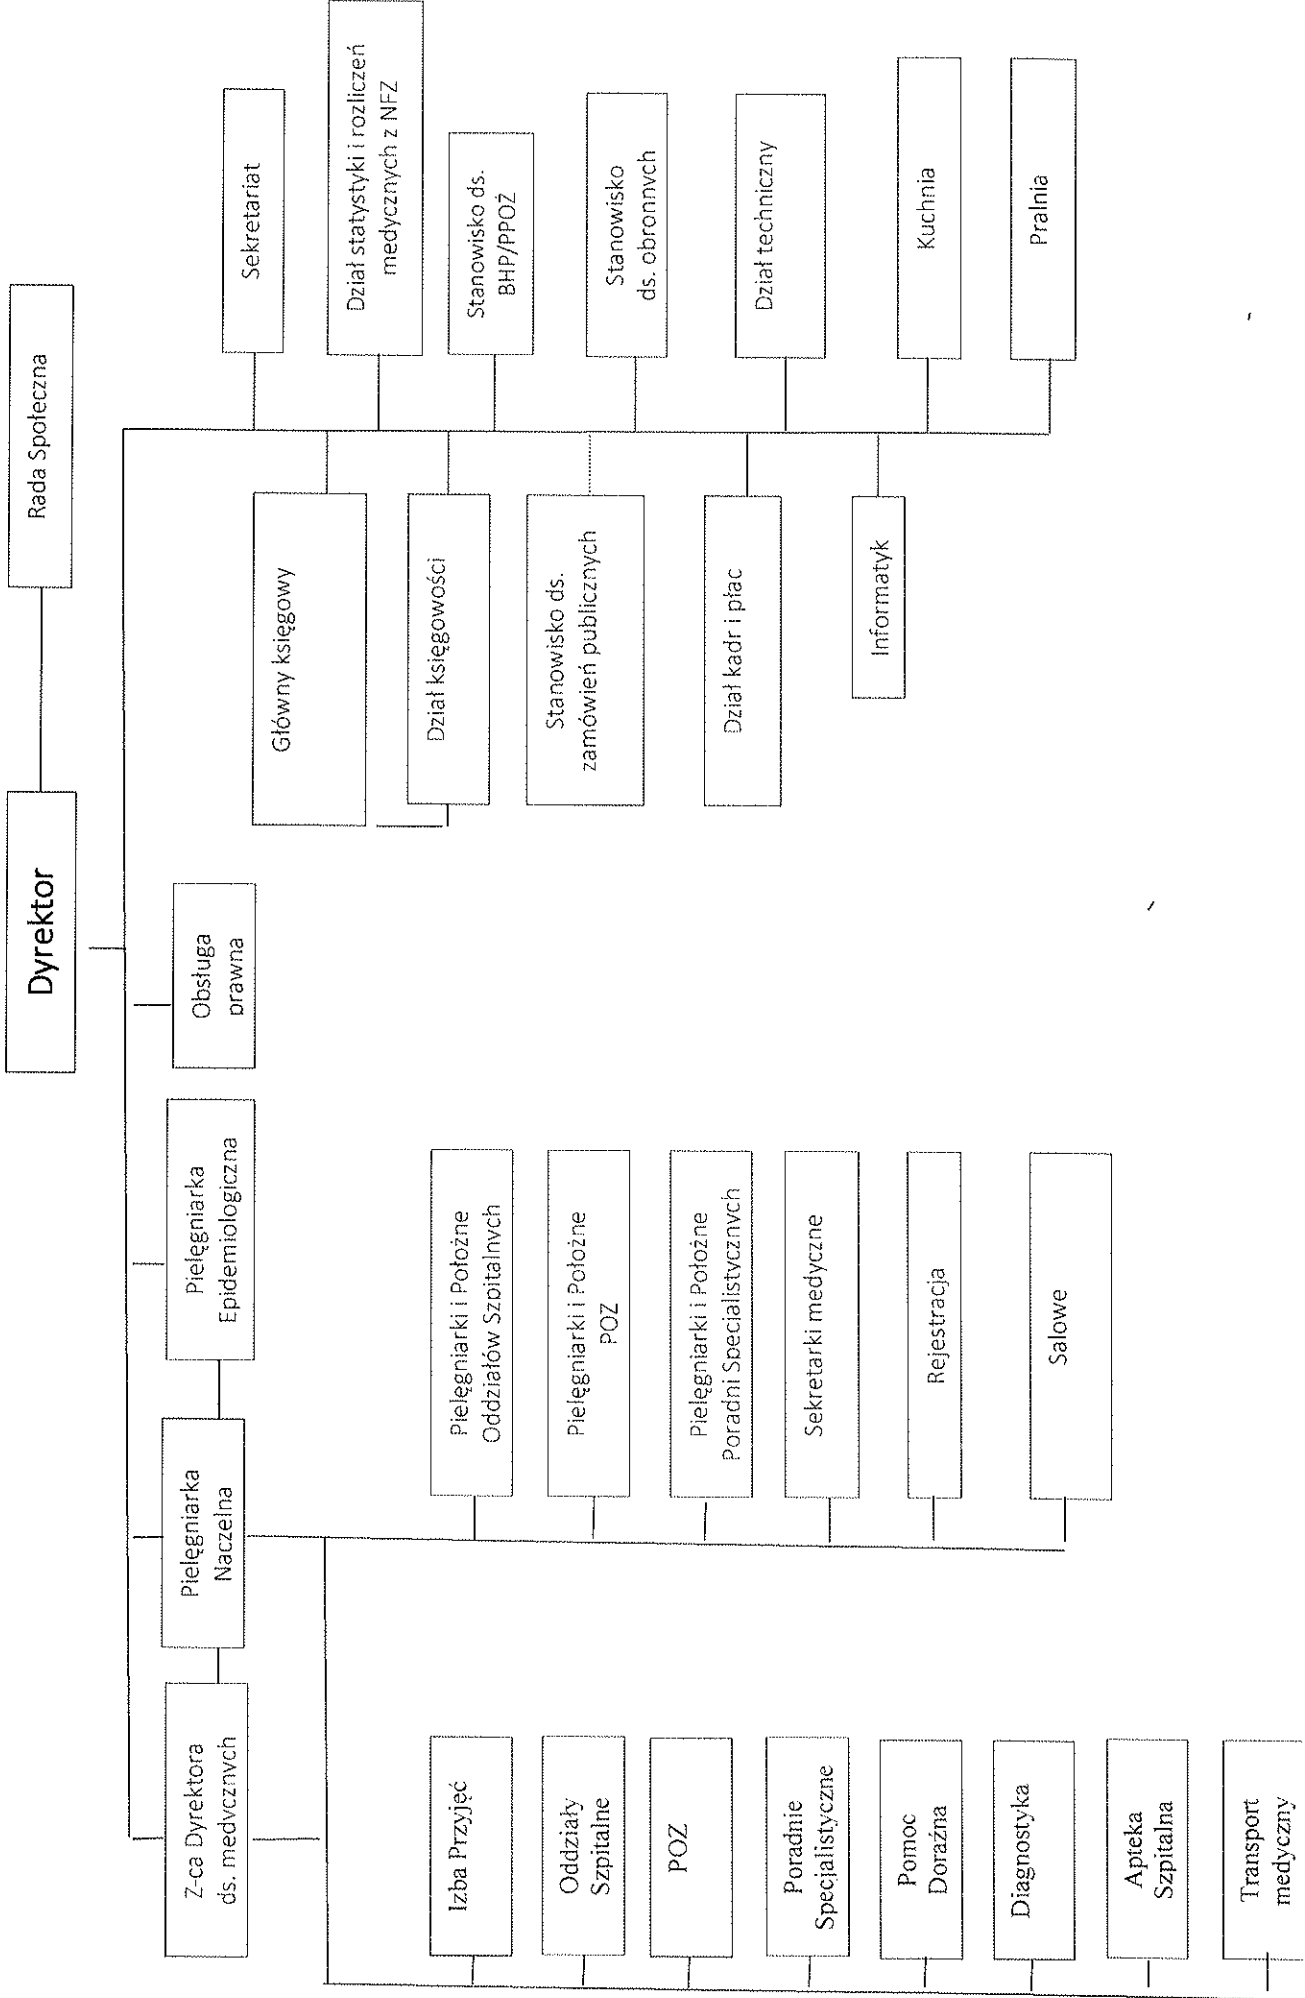 Dyrektor
Rada Społeczna
Z-ca Dyrektora
ds. medycznych
Pielęgniarka
Naczelna
Pielęgniarka
Epidemiologiczna
Obsługa
prawna
Izba Przyjęć
Oddziały
Szpitalne
POZ
Poradnie
Specjalistyczne
Pomoc
Doraźna
Diagnostyka
Apteka
Szpitalna
Transport
medyczny
Pielęgniarki i Położne
Oddziałów Szpitalnych
Pielęgniarki i Położne
POZ
Pielęgniarki i Położne
Poradni Specialistycznych
Sekretarki medyczne
Rejestracja
Salowe
Główny księgowy
Dział księgowości
Stanowisko ds.
zamówień publicznych
Dział kadr i płac
Informatyk
Sekretariat
Dział statystyki i rozliczeń
medycznych z NFZ
Stanowisko ds.
BHP/PPOŻ
Stanowisko
ds. obronnych
Dział techniczny
Kuchnia
Pralnia